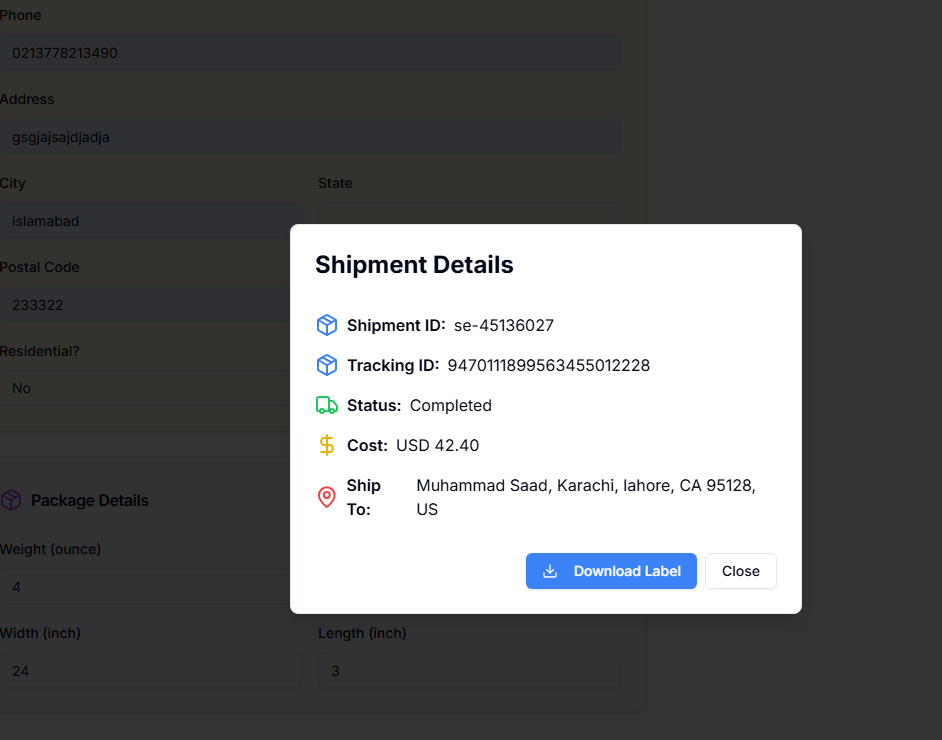 Phone
0213778213490
Address
gsgjajsajdjadja
City
State
islamabad
Postal Code
233322
Residential?
No
Package Details
Weight (ounce)
4
Width (inch)
Length (inch)
24
3
Shipment Details
Shipment ID: se-45136027
Tracking ID: 9470111899563455012228
Status: Completed
Cost: USD 42.40
Ship To: Muhammad Saad, Karachi, lahore, CA 95128,
US
Download Label
Close